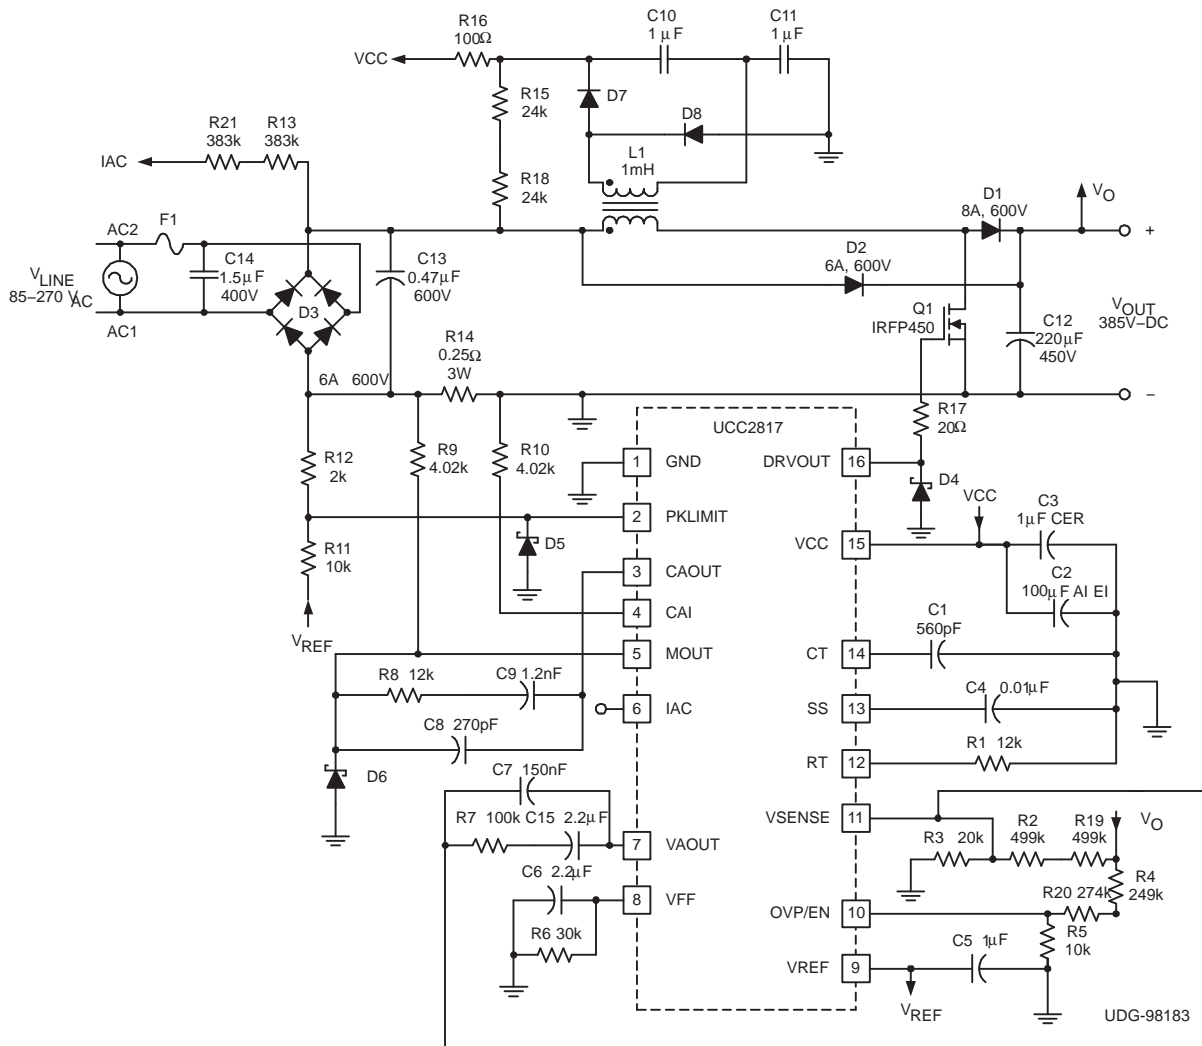 R16
100Ω
C10
1 μF
C11
1 μF
VCC
R15
24k
D7
D8
R21
383k
R13
383k
IAC
L1
1mH
R18
24k
D1
8A, 600V
VO
AC2
F1
+
VLINE
85–270 VAC
C14
1.5μF
400V
C13
0.47μF
600V
D2
6A, 600V
D3
AC1
Q1
IRFP450
VOUT
385V–DC
C12
220μF
450V
R14
0.25Ω
3W
6A 600V
–
R17
20Ω
UCC2817
R12
2k
R9
4.02k
R10
4.02k
1
GND
DRVOUT
16
D4
VCC
C3
1μF CER
2
PKLIMIT
R11
10k
D5
VCC
15
3
CAOUT
C2
100μF AI EI
4
CAI
C1
560pF
VREF
5
MOUT
CT
14
R8 12k
C9 1.2nF
C4 0.01μF
6
IAC
SS
13
C8 270pF
R1 12k
RT
12
D6
C7 150nF
VSENSE
11
R7 100k
C15 2.2μF
R3 20k
R2
499k
R19
499k
VO
7
VAOUT
C6 2.2μF
R4
249k
R20 274k
8
VFF
OVP/EN
10
R6 30k
R5
10k
C5 1μF
VREF
9
VREF
UDG-98183